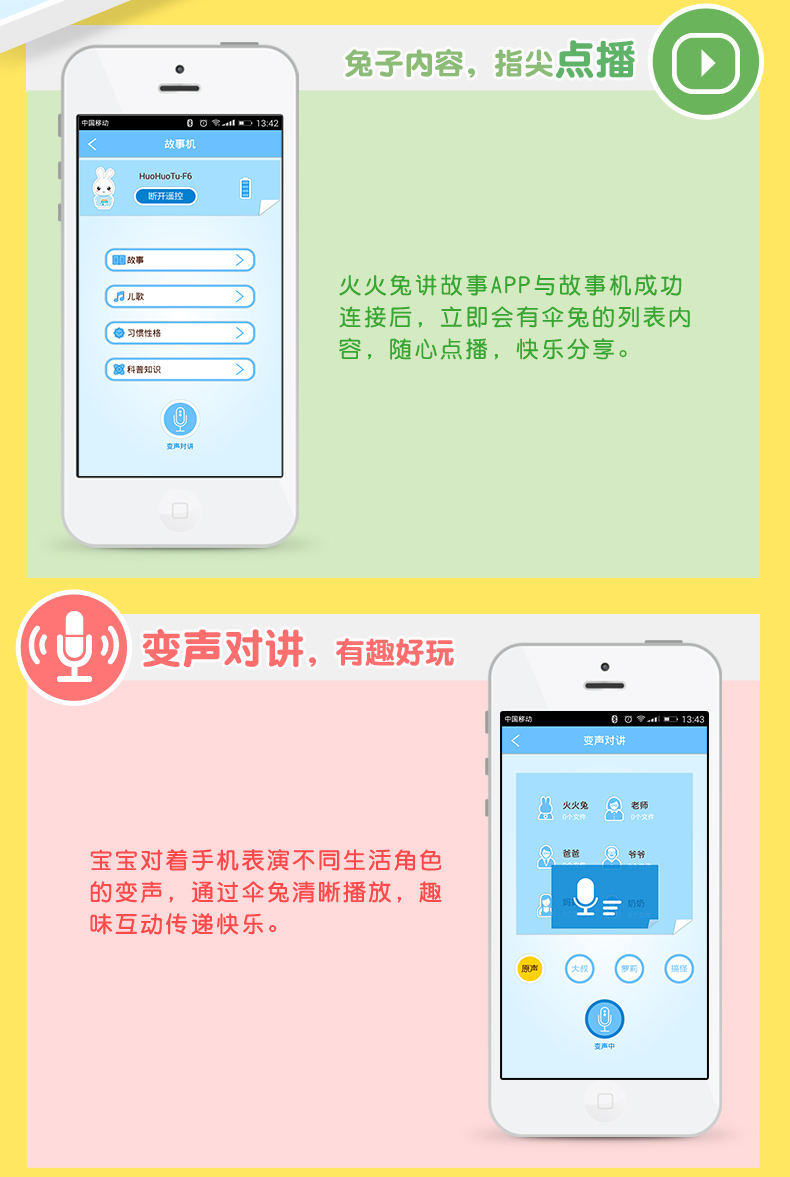 兔子内容，指尖点播
中国移动 13:42
故事机
HuoHuoTu-F6
断开遥控
故事
儿歌
习惯性格
科普知识
变声对讲
火火兔讲故事APP与故事机成功
连接后，立即会有伞兔的列表内
容，随心点播，快乐分享。
变声对讲，有趣好玩
中国移动 13:43
变声对讲
火火兔 老师
0个文件 0个文件
爸爸 爷爷
奶奶
原声 大叔 萝莉 搞怪
变声中
宝宝对着手机表演不同生活角色
的变声，通过伞兔清晰播放，趣
味互动传递快乐。